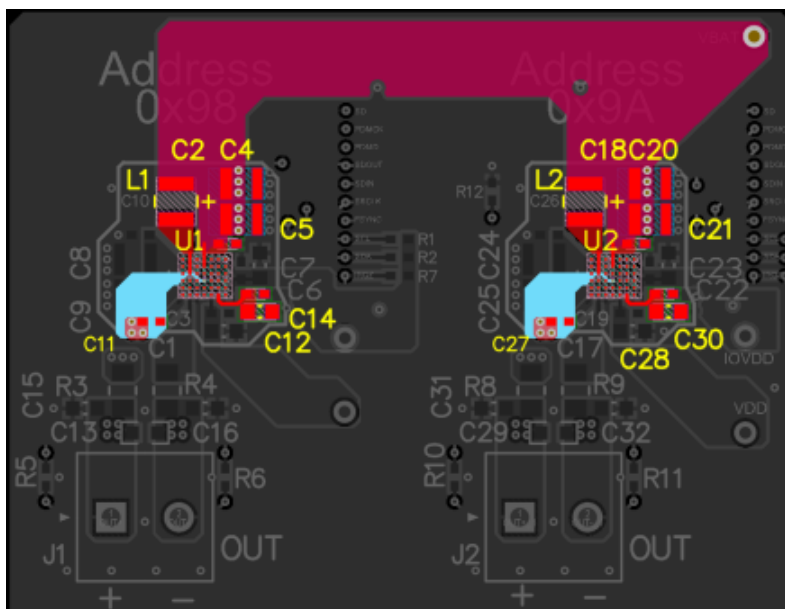 VBAT
Address Address
0x98 0x9A
SD SD
C2 C4 C18 C20
L1 L2
C10 + R12 C26 +
C5 C21
U1 U2
R1
R2
R7
C8 C7 C24 C23
C6 C22
C9 C3 C14 C25 C19 C30
C11 C1 C12 C27 C17 C28
IOVDD
C15 R3 R4 C31 R8 R9
VDD
C13 C16 C29 C32
R5 R6 R10 R11
J1 OUT J2 OUT
+ − + −